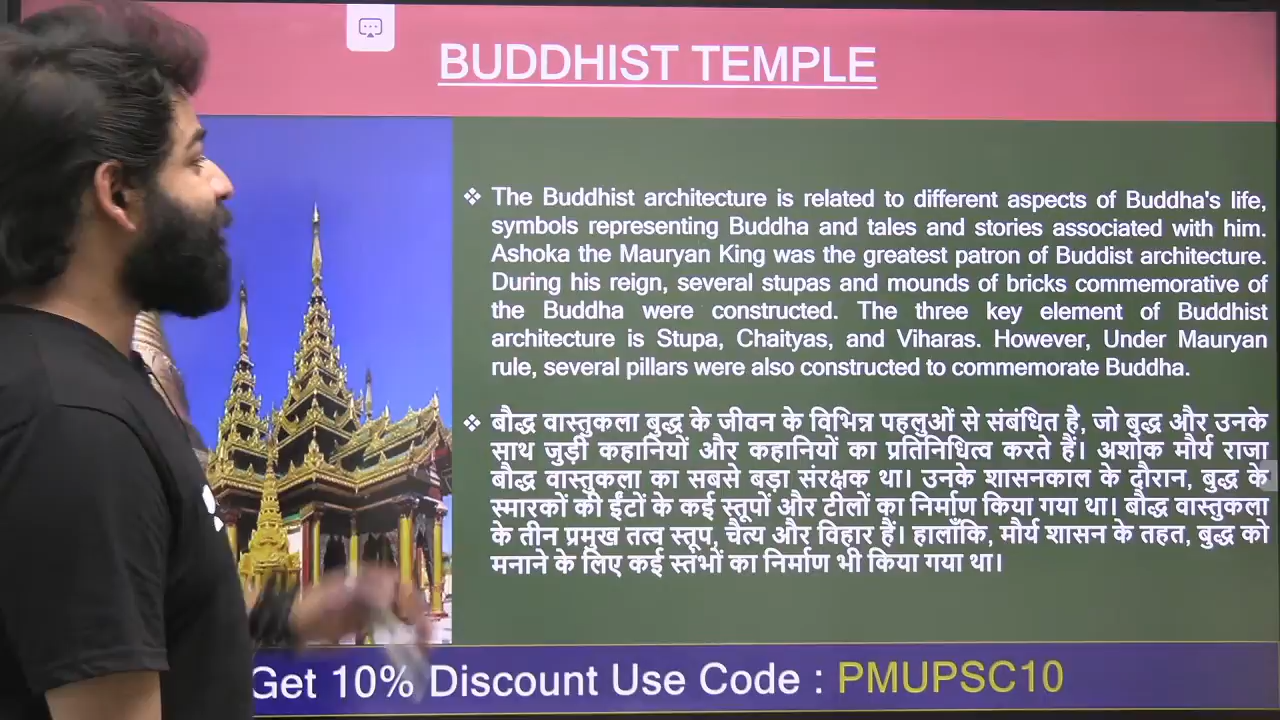 BUDDHIST TEMPLE
❖ The Buddhist architecture is related to different aspects of Buddha's life,
symbols representing Buddha and tales and stories associated with him.
Ashoka the Mauryan King was the greatest patron of Buddist architecture.
During his reign, several stupas and mounds of bricks commemorative of
the Buddha were constructed. The three key element of Buddhist
architecture is Stupa, Chaityas, and Viharas. However, Under Mauryan
rule, several pillars were also constructed to commemorate Buddha.
❖ बौद्ध वास्तुकला बुद्ध के जीवन के विभिन्न पहलुओं से संबंधित है, जो बुद्ध और उनके
साथ जुड़ी कहानियों और कहानियों का प्रतिनिधित्व करते हैं। अशोक मौर्य राजा
बौद्ध वास्तुकला का सबसे बड़ा संरक्षक था। उनके शासनकाल के दौरान, बुद्ध के
स्मारकों की ईंटों के कई स्तूपों और टीलों का निर्माण किया गया था। बौद्ध वास्तुकला
के तीन प्रमुख तत्व स्तूप, चैत्य और विहार हैं। हालाँकि, मौर्य शासन के तहत, बुद्ध को
मनाने के लिए कई स्तंभों का निर्माण भी किया गया था।
Get 10% Discount Use Code : PMUPSC10